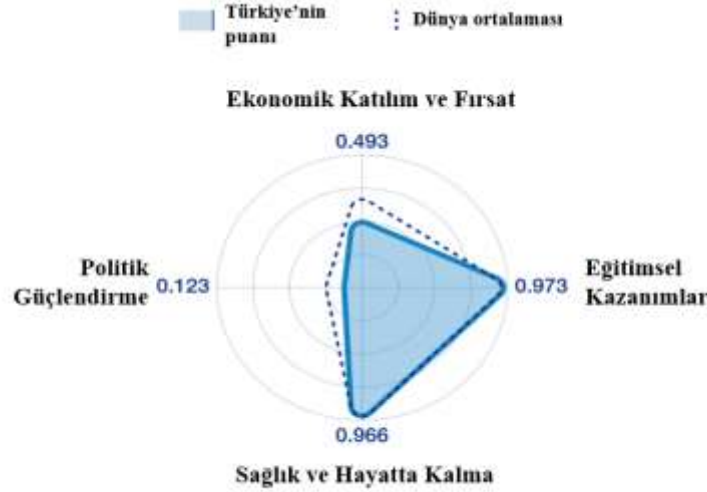 Türkiye’nin
puanı
Dünya ortalaması
Ekonomik Katılım ve Fırsat
0.493
Politik
Güçlendirme
0.123
0.973
Eğitimsel
Kazanımlar
0.966
Sağlık ve Hayatta Kalma